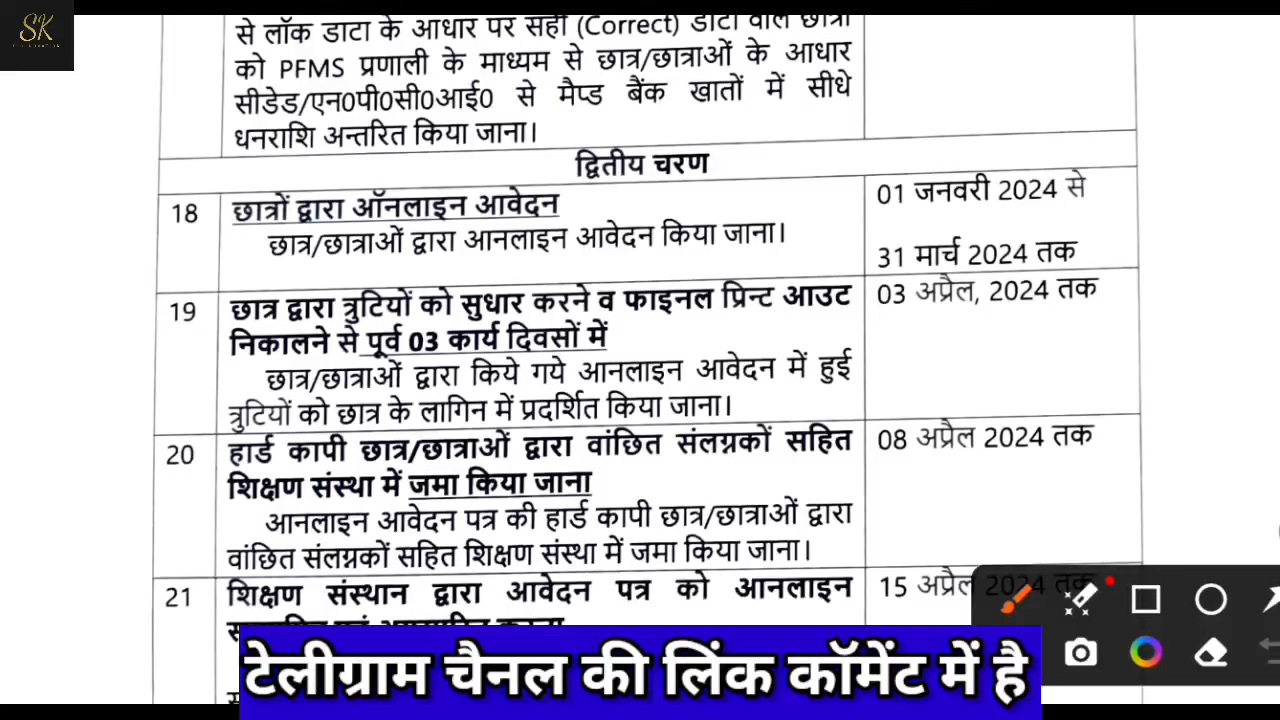 SK
से लॉक डाटा के आधार पर सही (Correct) डाटा वाले छात्रों
को PFMS प्रणाली के माध्यम से छात्र/छात्राओं के आधार
सीडेड/एन0पी0सी0आई0 से मैप्ड बैंक खातों में सीधे
धनराशि अन्तरित किया जाना।
द्वितीय चरण
18 छात्रों द्वारा ऑनलाइन आवेदन 01 जनवरी 2024 से
छात्र/छात्राओं द्वारा आनलाइन आवेदन किया जाना।
31 मार्च 2024 तक
19 छात्र द्वारा त्रुटियों को सुधार करने व फाइनल प्रिन्ट आउट 03 अप्रैल, 2024 तक
निकालने से पूर्व 03 कार्य दिवसों में
छात्र/छात्राओं द्वारा किये गये आनलाइन आवेदन में हुई
त्रुटियों को छात्र के लागिन में प्रदर्शित किया जाना।
20 हार्ड कापी छात्र/छात्राओं द्वारा वांछित संलग्नकों सहित 08 अप्रैल 2024 तक
शिक्षण संस्था में जमा किया जाना
आनलाइन आवेदन पत्र की हार्ड कापी छात्र/छात्राओं द्वारा
वांछित संलग्नकों सहित शिक्षण संस्था में जमा किया जाना।
21 शिक्षण संस्थान द्वारा आवेदन पत्र को आनलाइन 15 अप्रैल 2024 तक
टेलीग्राम चैनल की लिंक कॉमेंट में है